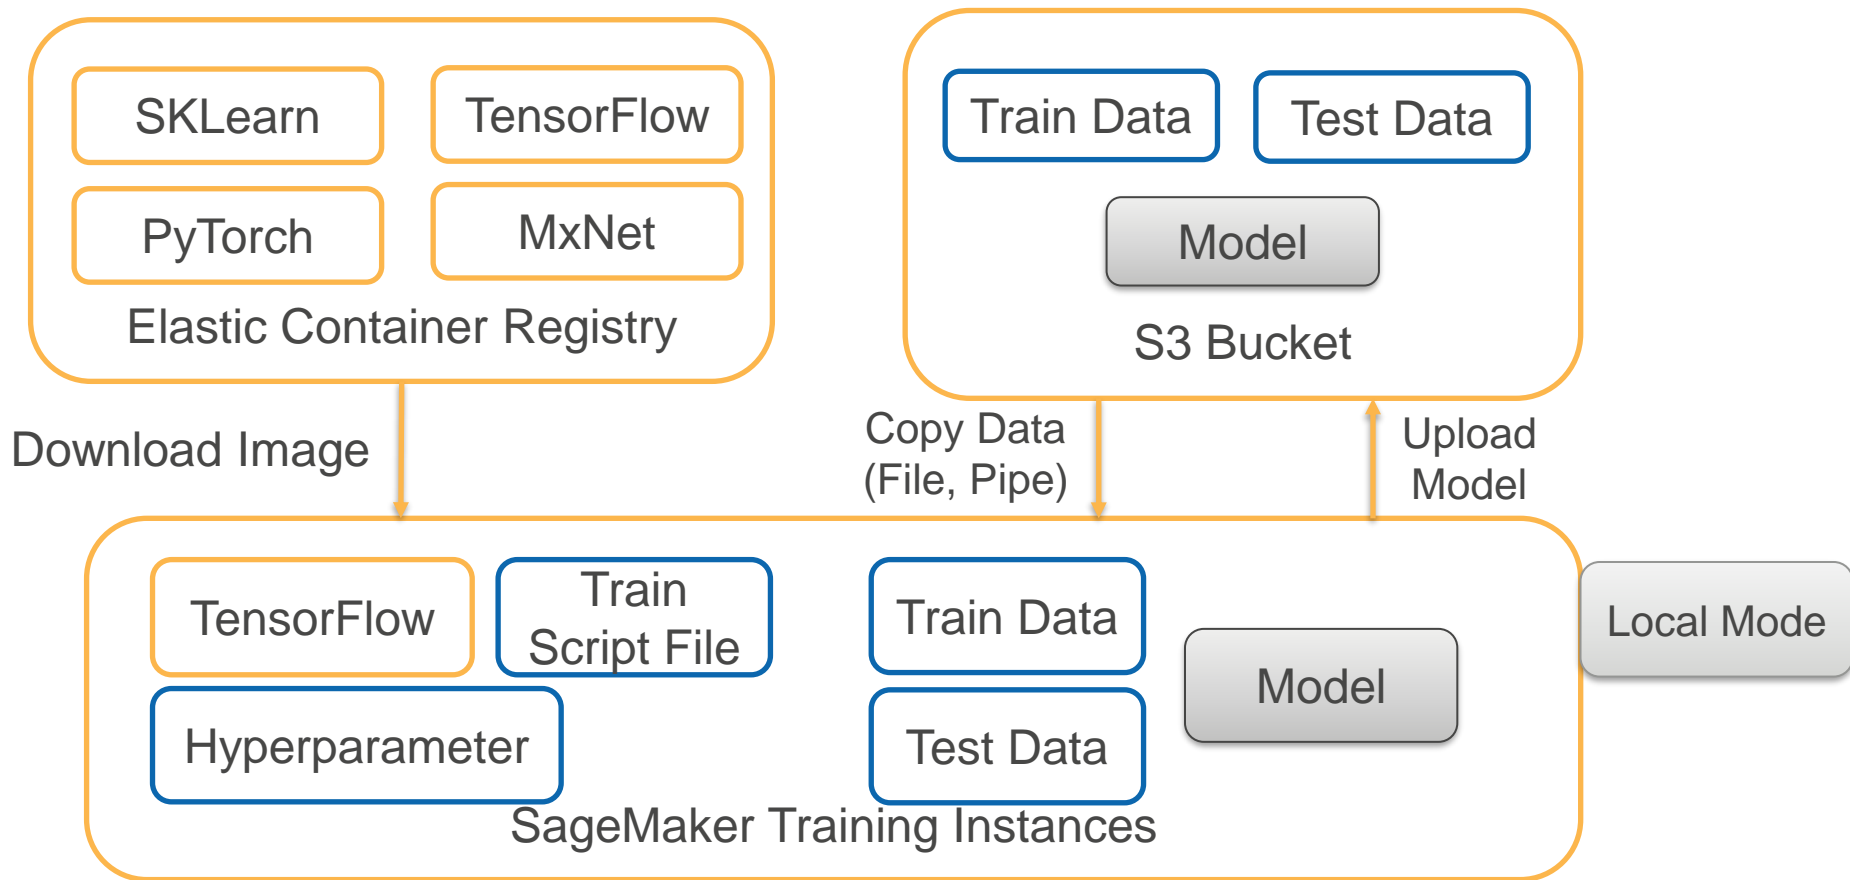 SKLearn
TensorFlow
PyTorch
MxNet
Elastic Container Registry
Train Data
Test Data
Model
S3 Bucket
Download Image
Copy Data
(File, Pipe)
Upload
Model
TensorFlow
Train
Script File
Hyperparameter
Train Data
Test Data
Model
SageMaker Training Instances
Local Mode